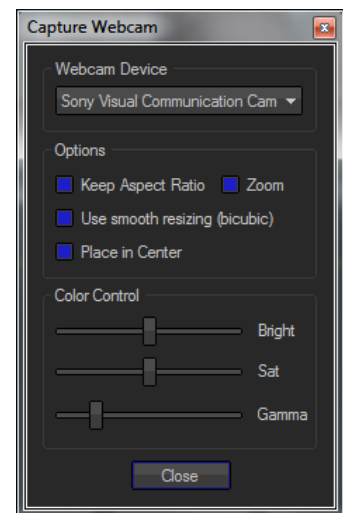 Capture Webcam
Webcam Device
Sony Visual Communication Cam
Options
Keep Aspect Ratio Zoom
Use smooth resizing (bicubic)
Place in Center
Color Control
Bright
Sat
Gamma
Close